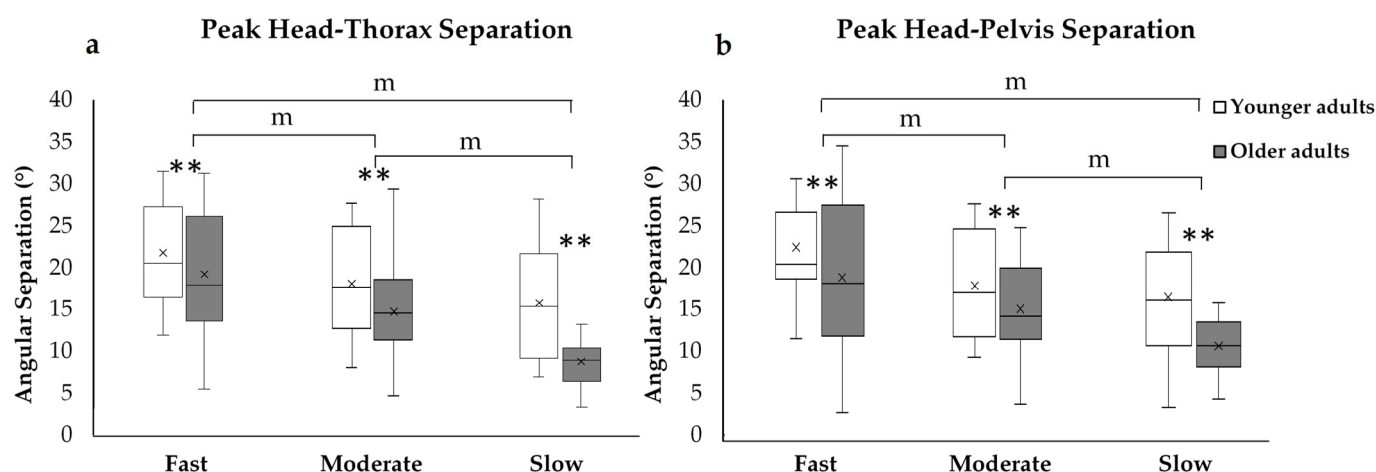 Peak Head-Thorax Separation
a
m
m
m
40
35
30
25
20
15
10
5
0
Angular Separation (°)
**
**
**
Fast
Moderate
Slow
Peak Head-Pelvis Separation
b
m
m
m
40
35
30
25
20
15
10
5
0
Angular Separation (°)
**
**
**
Fast
Moderate
Slow
Younger adults
Older adults